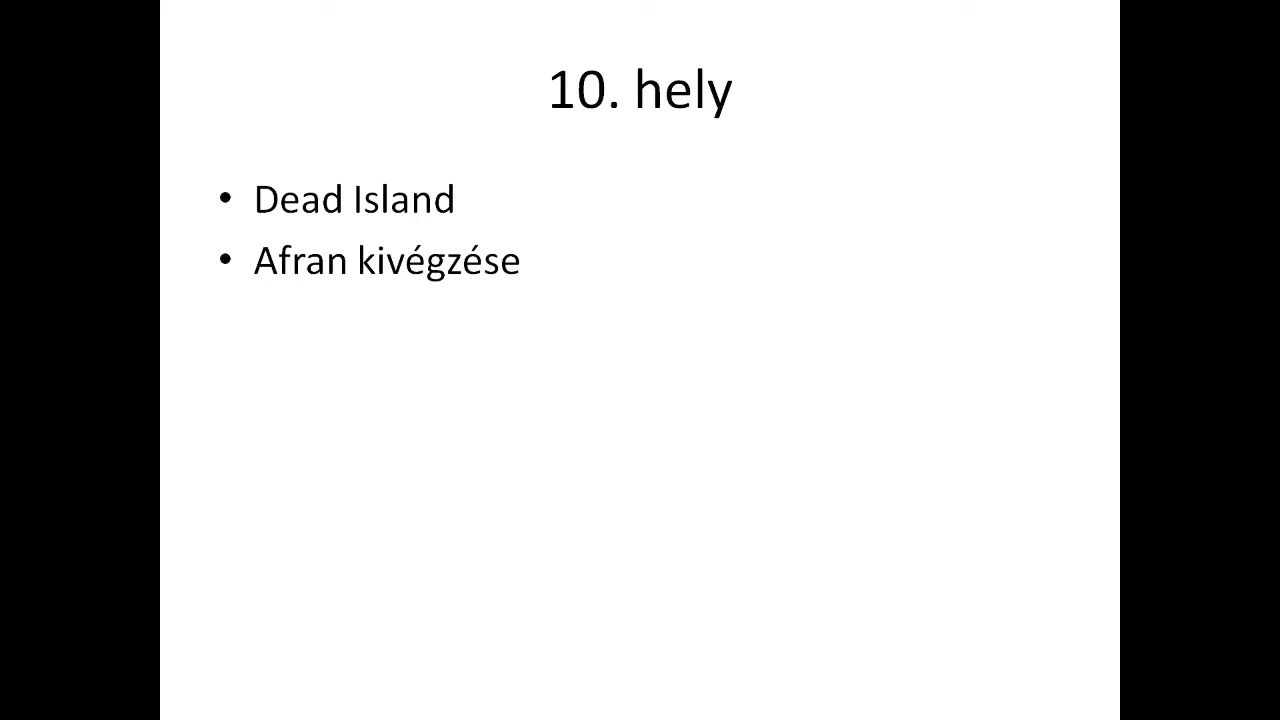 10. hely
• Dead Island
• Afran kivégzése